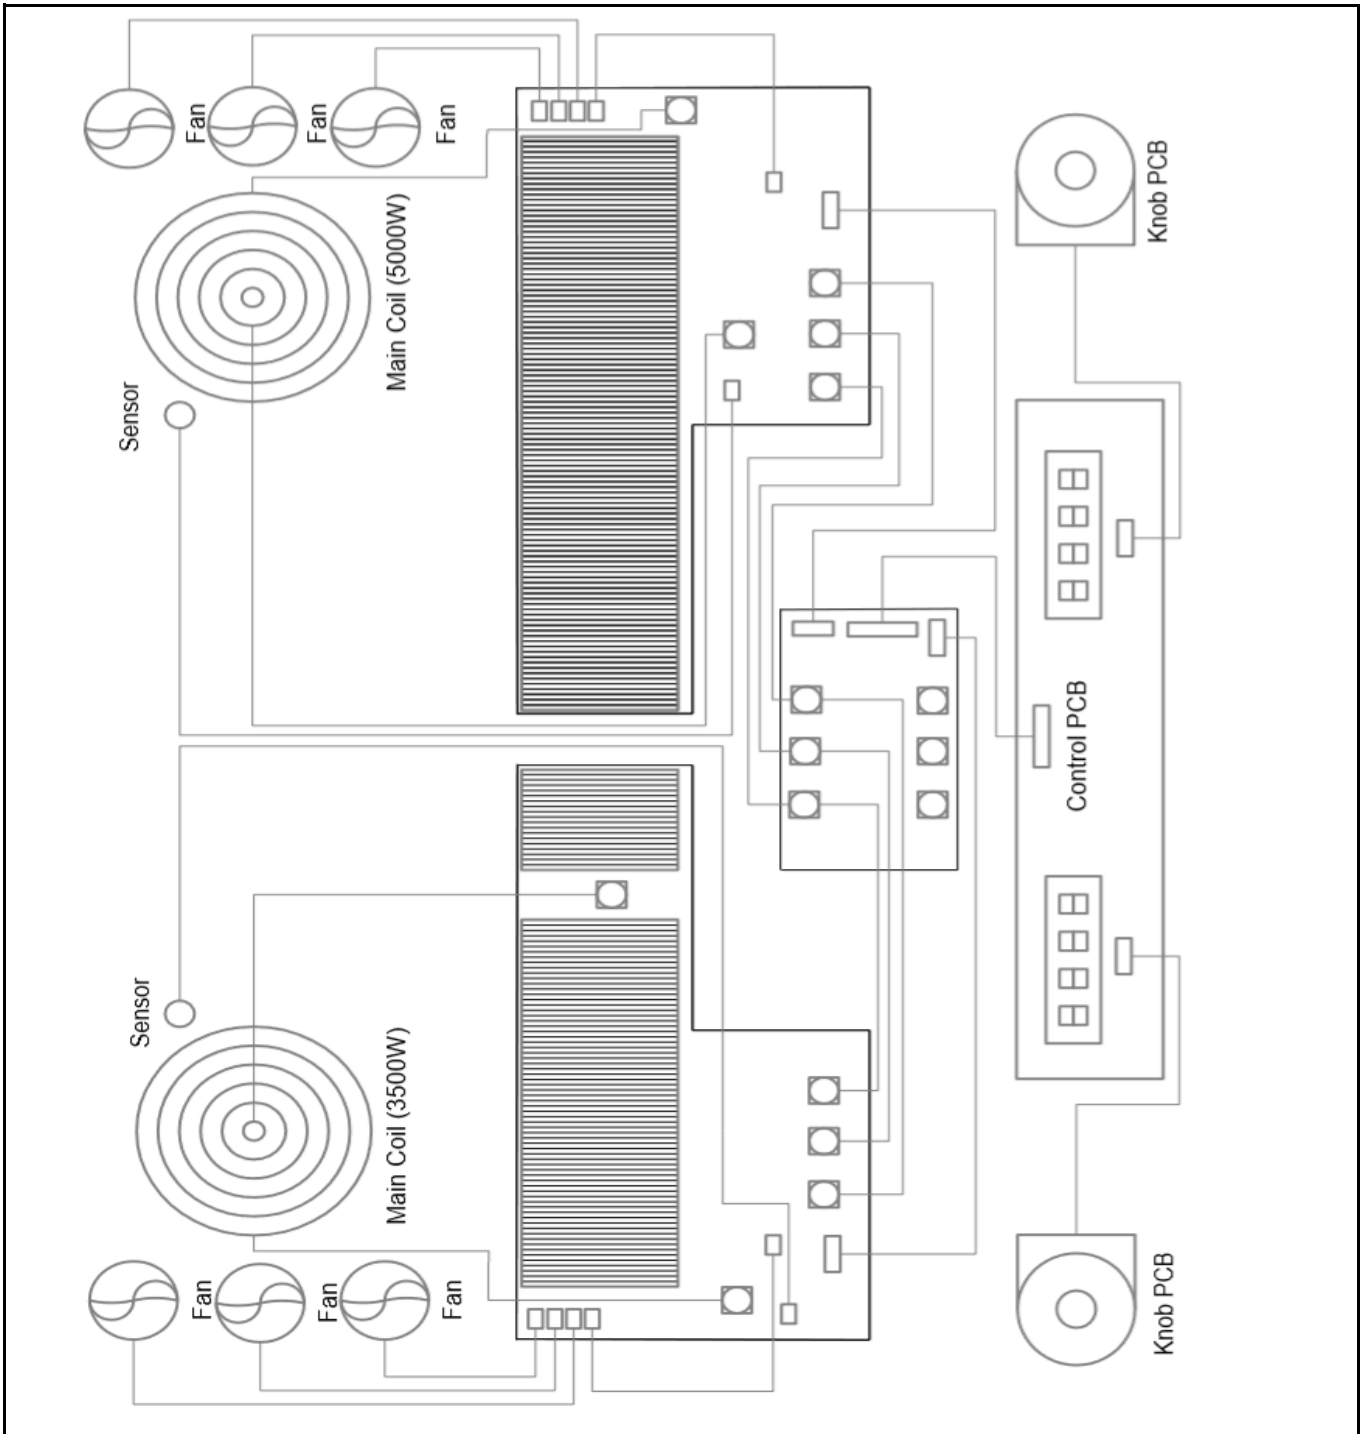 Fan
Fan
Fan
Main Coil (5000W)
Sensor
Knob PCB
Control PCB
Sensor
Main Coil (3500W)
Fan
Fan
Fan
Knob PCB